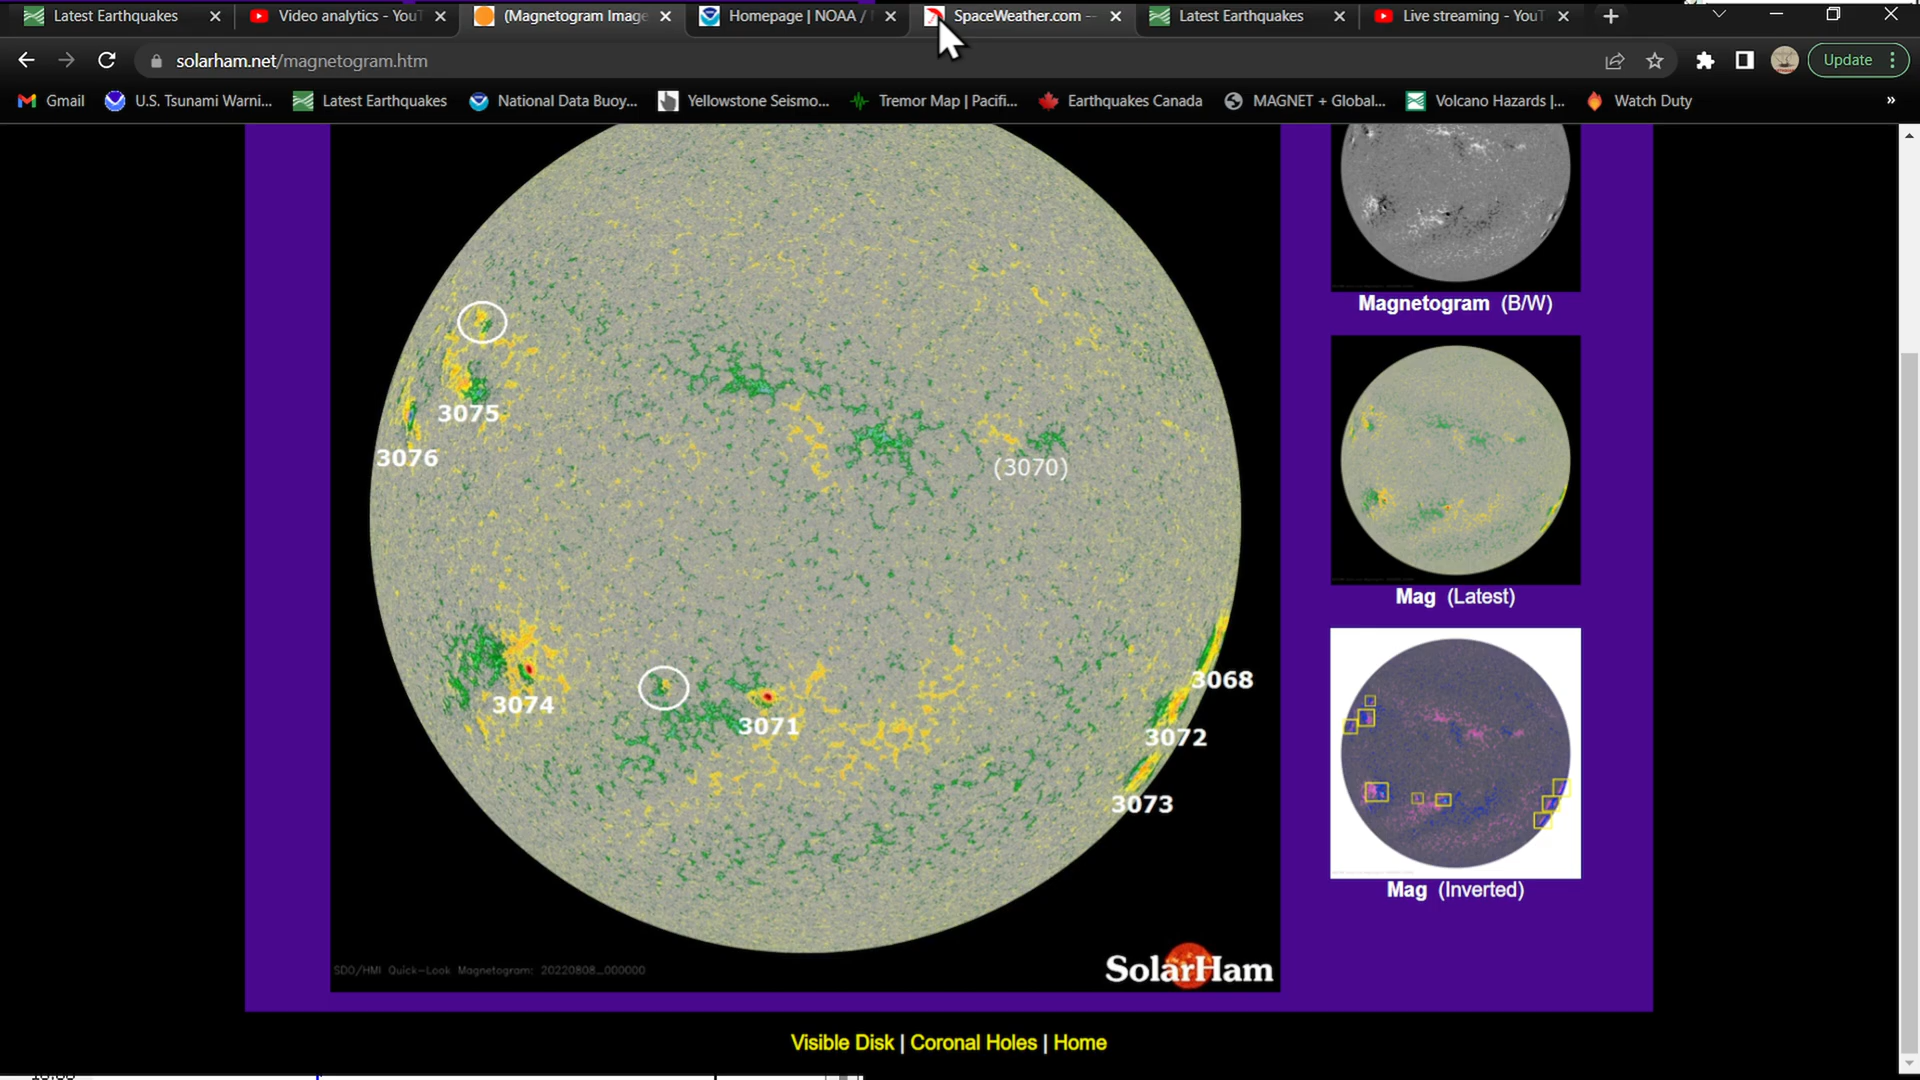 Latest Earthquakes
Video analytics - YouT
(Magnetogram Image
Homepage | NOAA /
SpaceWeather.com --
Latest Earthquakes
Live streaming - YouT
solarham.net/magnetogram.htm
Update
Gmail
U.S. Tsunami Warni...
Latest Earthquakes
National Data Buoy...
Yellowstone Seismo...
Tremor Map | Pacifi...
Earthquakes Canada
MAGNET + Global...
Volcano Hazards |...
Watch Duty
»
3075
3076
(3070)
3074
3071
3068
3072
3073
SDO/HMI Quick-Look Magnetogram: 20220808_000000
SolarHam
Magnetogram (B/W)
Mag (Latest)
Mag (Inverted)
Visible Disk | Coronal Holes | Home